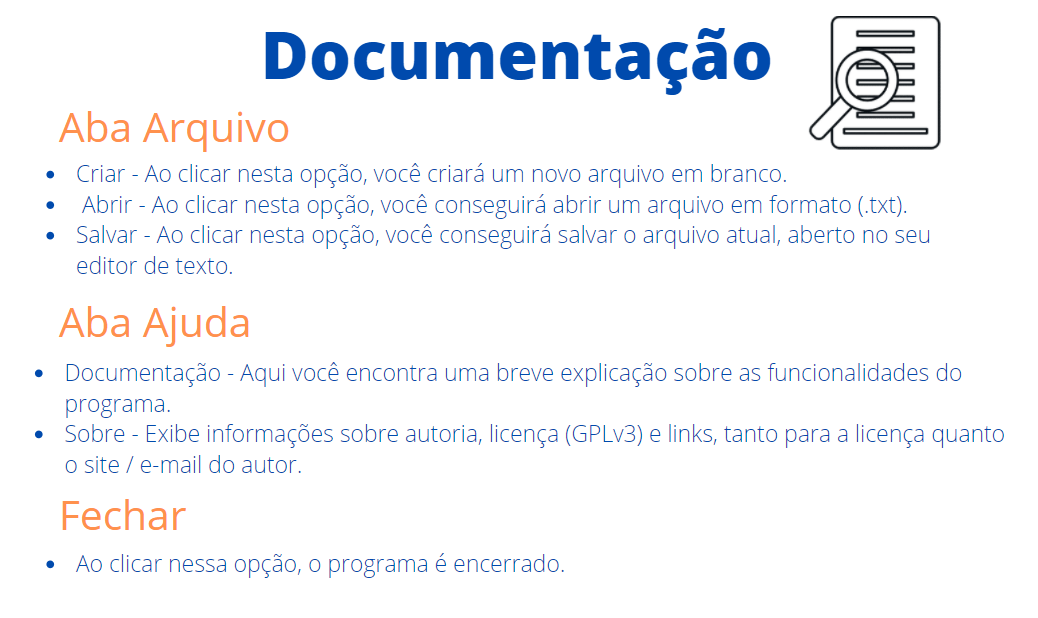 Documentação
Aba Arquivo
• Criar - Ao clicar nesta opção, você criará um novo arquivo em branco.
• Abrir - Ao clicar nesta opção, você conseguirá abrir um arquivo em formato (.txt).
• Salvar - Ao clicar nesta opção, você conseguirá salvar o arquivo atual, aberto no seu
editor de texto.
Aba Ajuda
• Documentação - Aqui você encontra uma breve explicação sobre as funcionalidades do
programa.
• Sobre - Exibe informações sobre autoria, licença (GPLv3) e links, tanto para a licença quanto
o site / e-mail do autor.
Fechar
• Ao clicar nessa opção, o programa é encerrado.